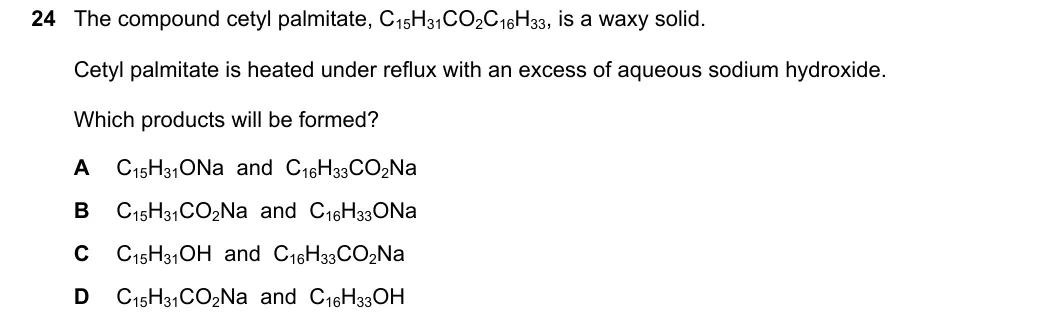 24 The compound cetyl palmitate, C₁₅H₃₁CO₂C₁₆H₃₃, is a waxy solid.
Cetyl palmitate is heated under reflux with an excess of aqueous sodium hydroxide.
Which products will be formed?
A C₁₅H₃₁ONa and C₁₆H₃₃CO₂Na
B C₁₅H₃₁CO₂Na and C₁₆H₃₃ONa
C C₁₅H₃₁OH and C₁₆H₃₃CO₂Na
D C₁₅H₃₁CO₂Na and C₁₆H₃₃OH